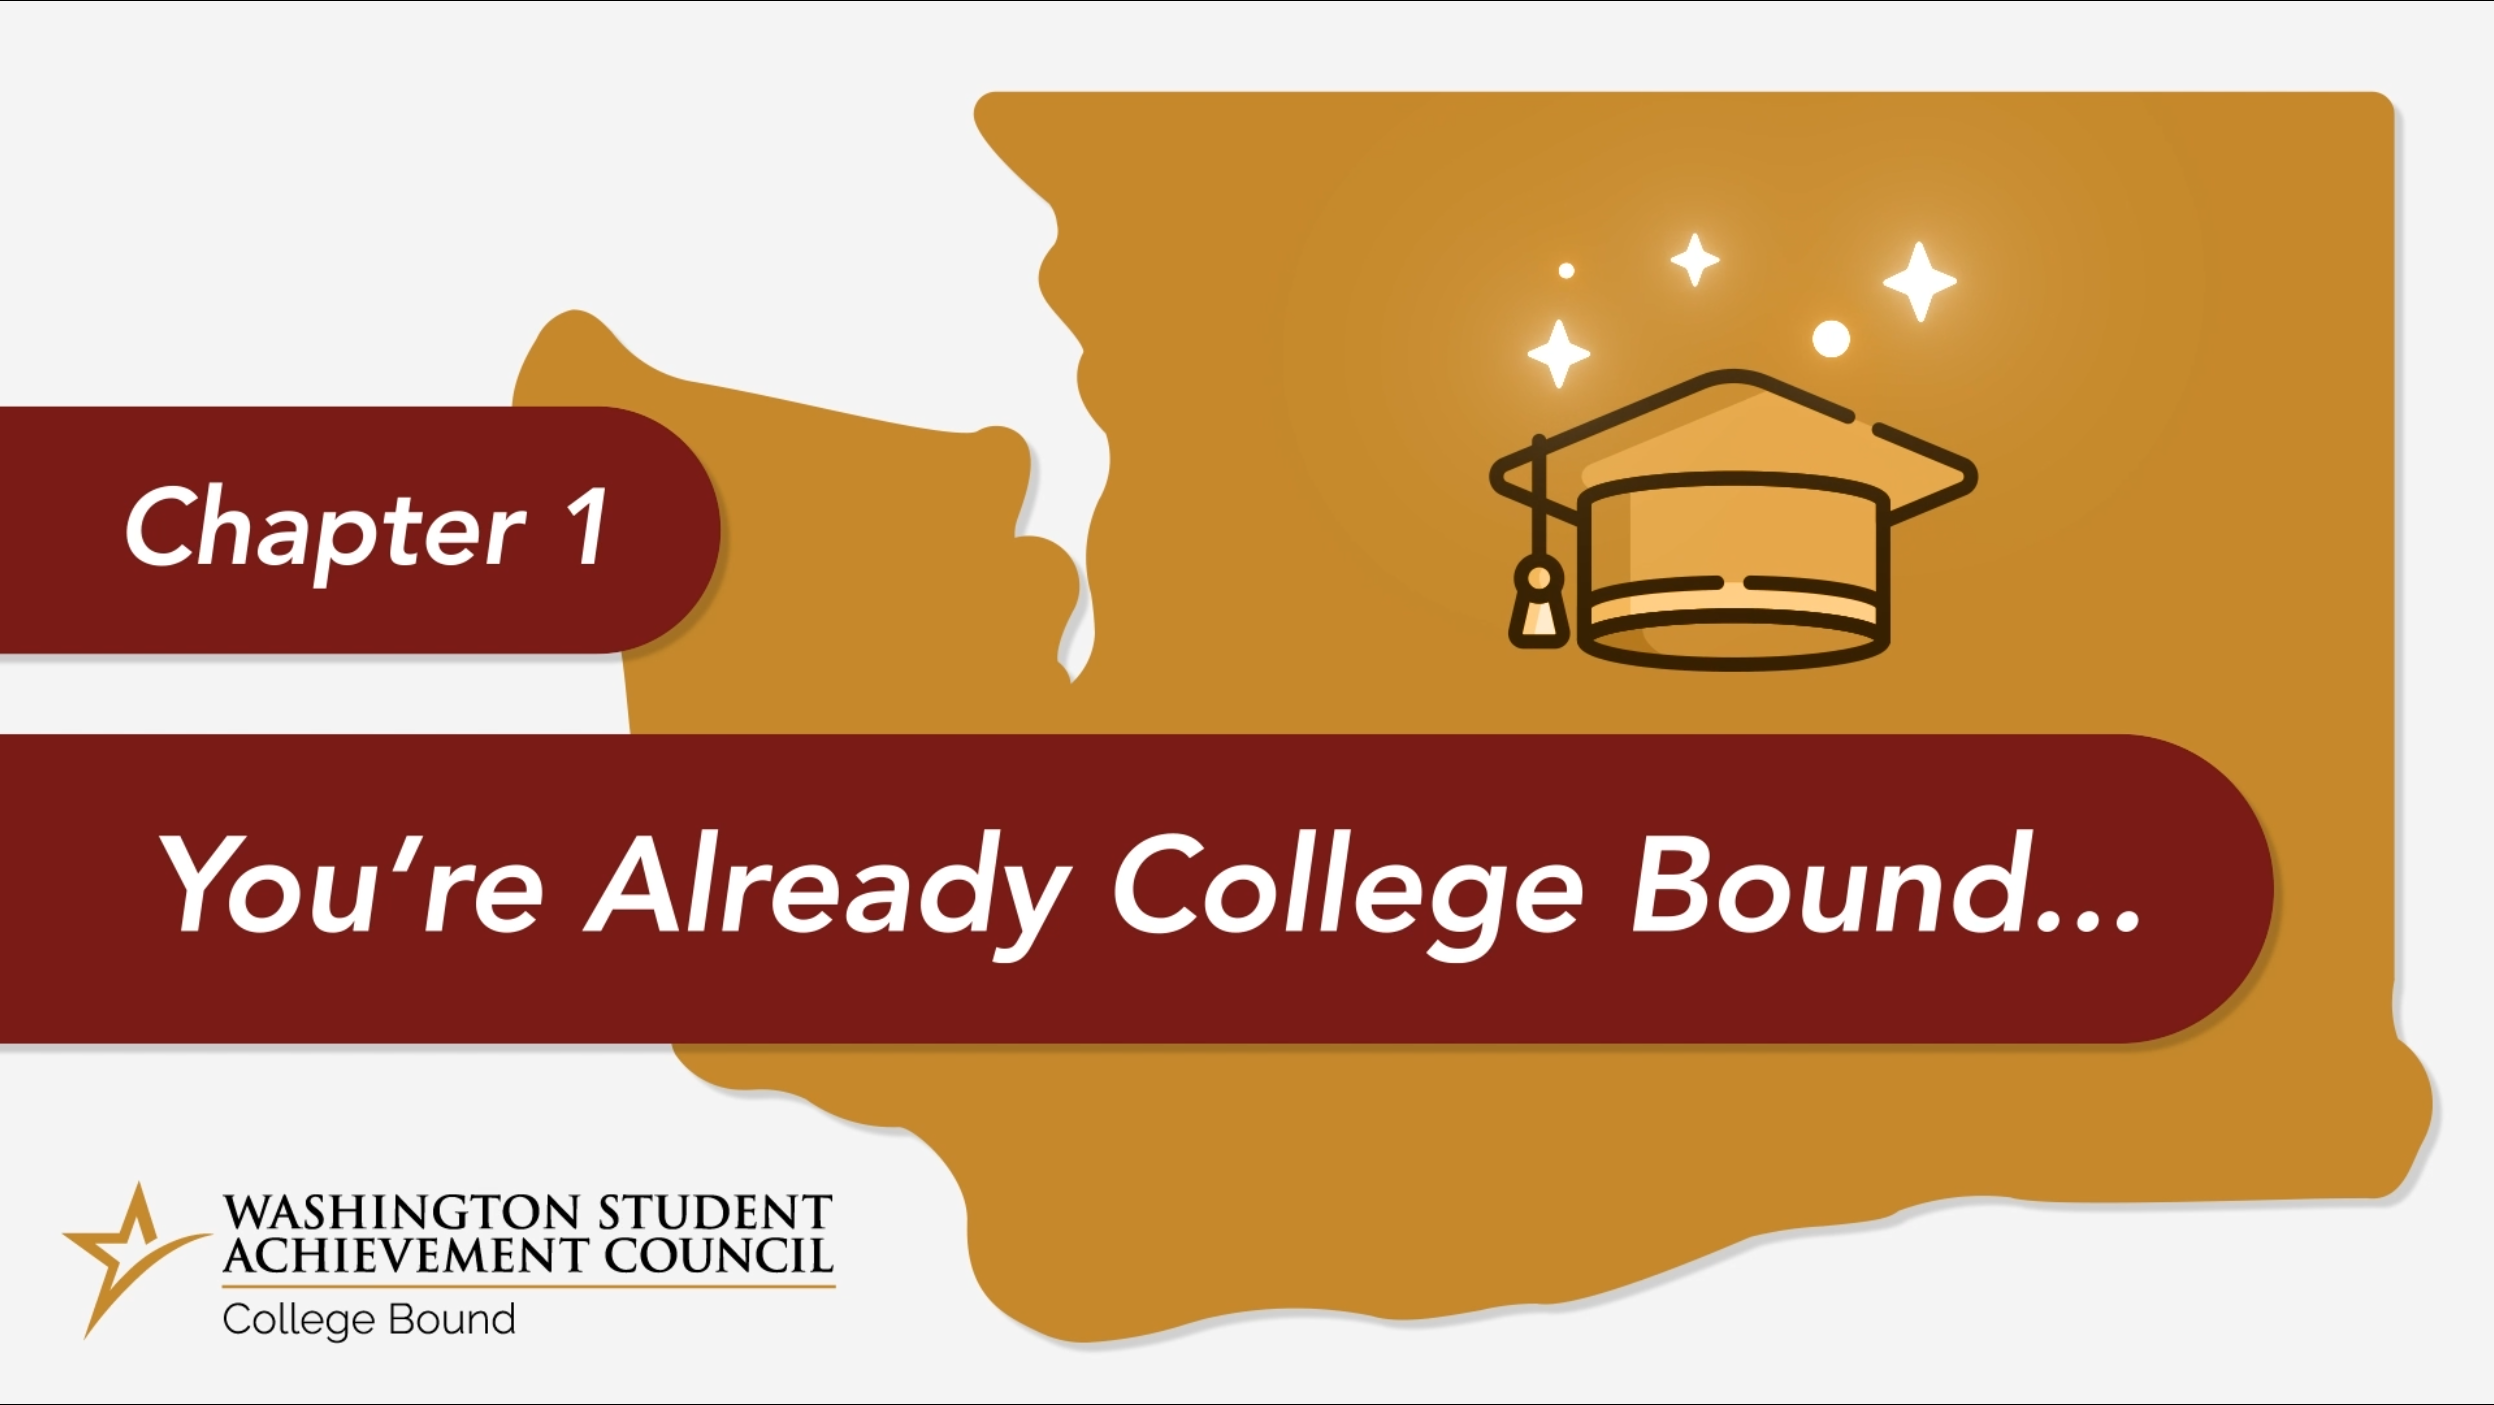 Chapter 1
You’re Already College Bound...
WASHINGTON STUDENT
ACHIEVEMENT COUNCIL
College Bound